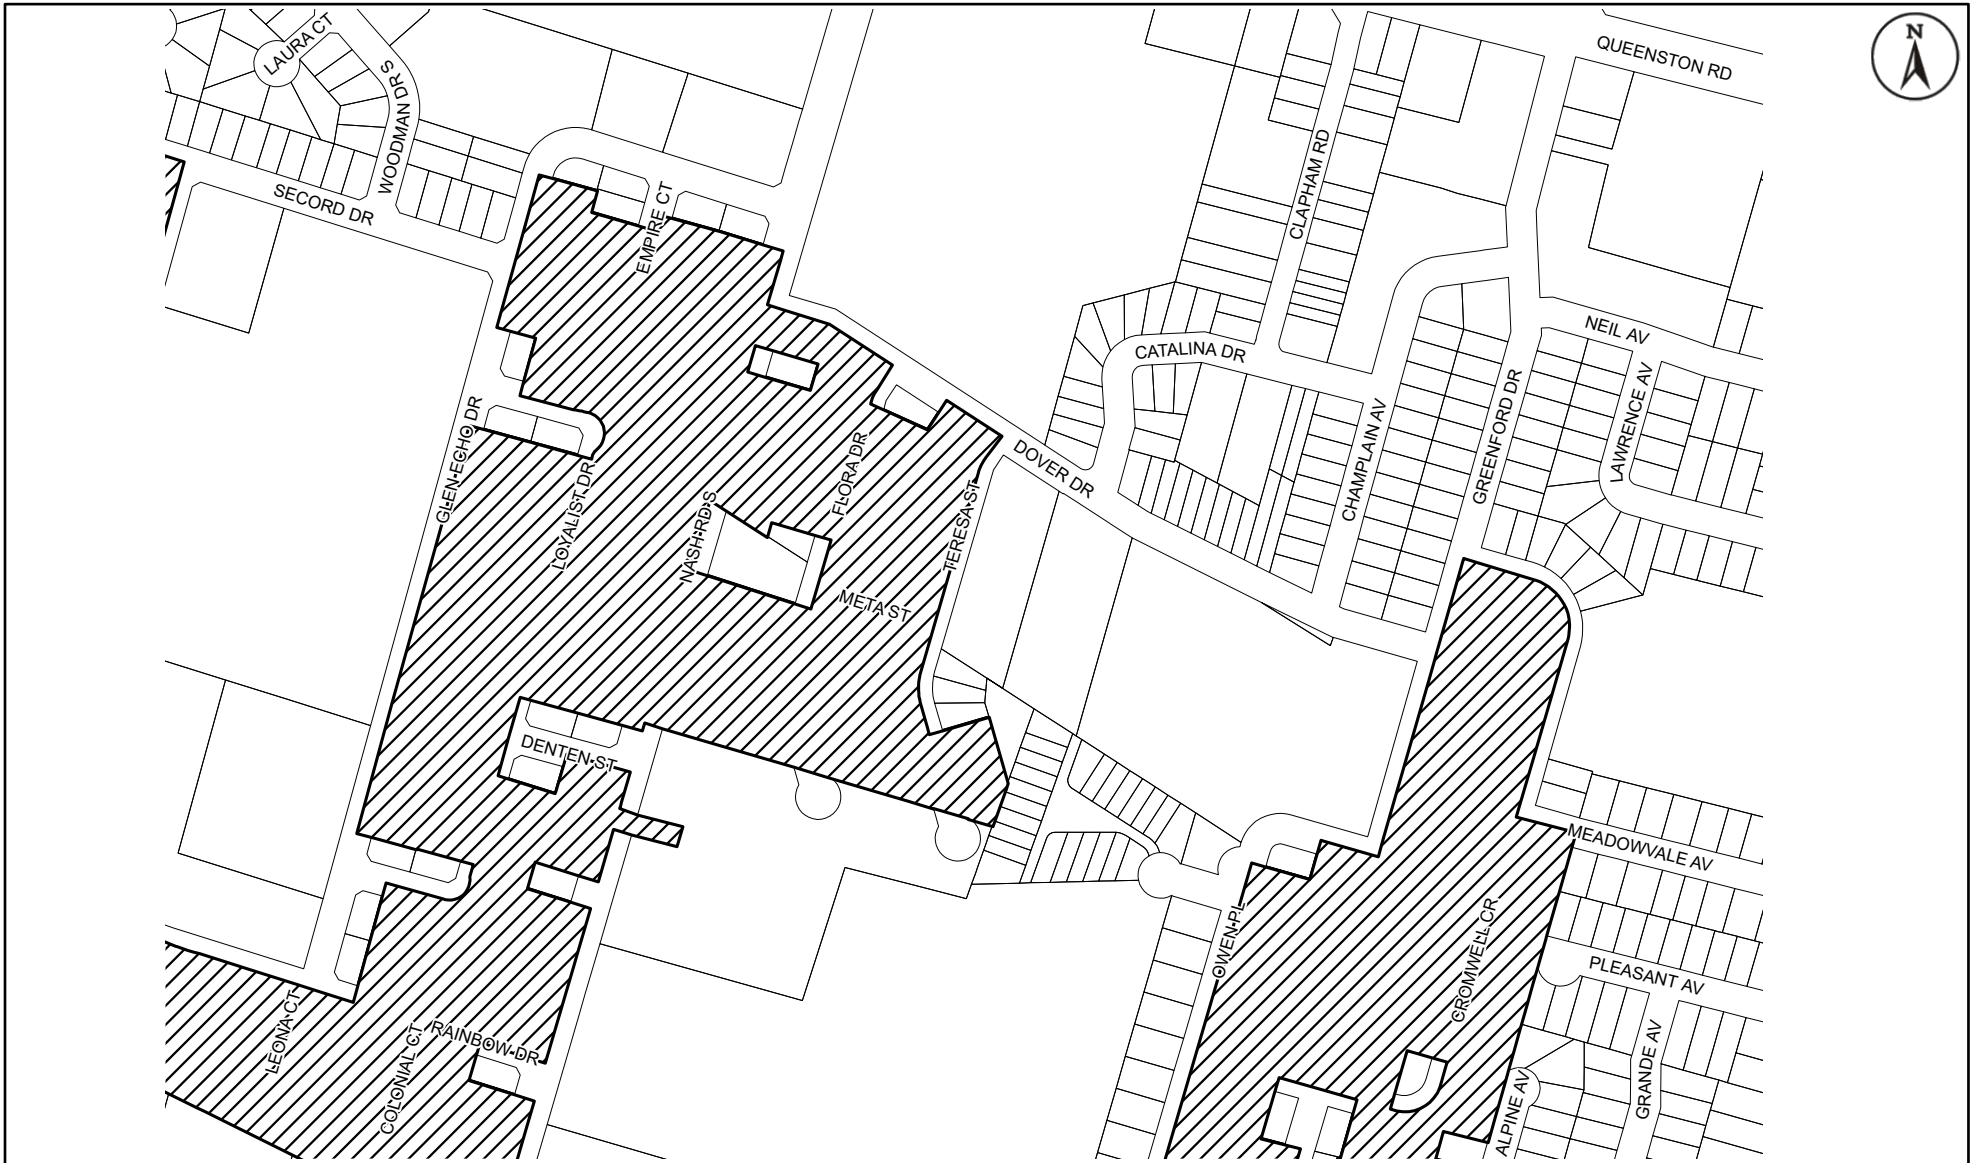 N
QUEENSTON RD
LAURA CT
WOODMAN DR S
SECOND DR
EMPIRE CT
CLAPHAM RD
NEIL AV
CATALINA DR
LAWRENCE AV
GREENFORD DR
CHAMPLAIN AV
GLEN ECHO DR
LOYALIST DR
FLORA DR
DOVER DR
NASH RD S
TERESA ST
META ST
DENTEN ST
MEADOWVALE AV
OWEN PL
CROMWELL CR
PLEASANT AV
LEONA CT
COLONIAL CT
RAINBOW DR
ALPINE AV
GRANDE AV